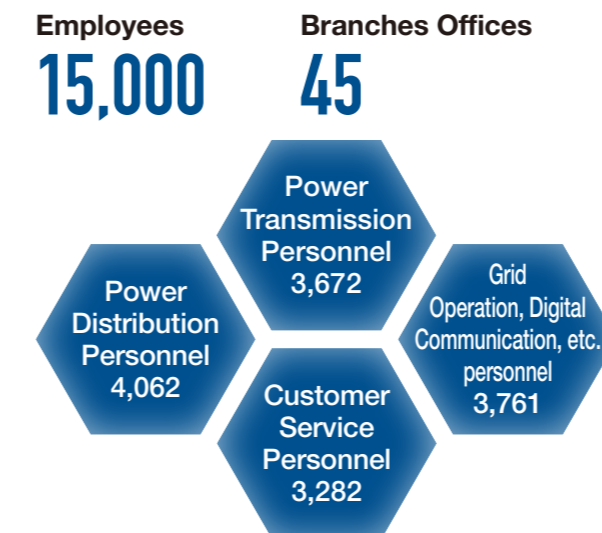 Employees
15,000
Branches Offices
45
Power
Transmission
Personnel
3,672
Power
Distribution
Personnel
4,062
Grid
Operation, Digital
Communication, etc.
personnel
3,761
Customer
Service
Personnel
3,282